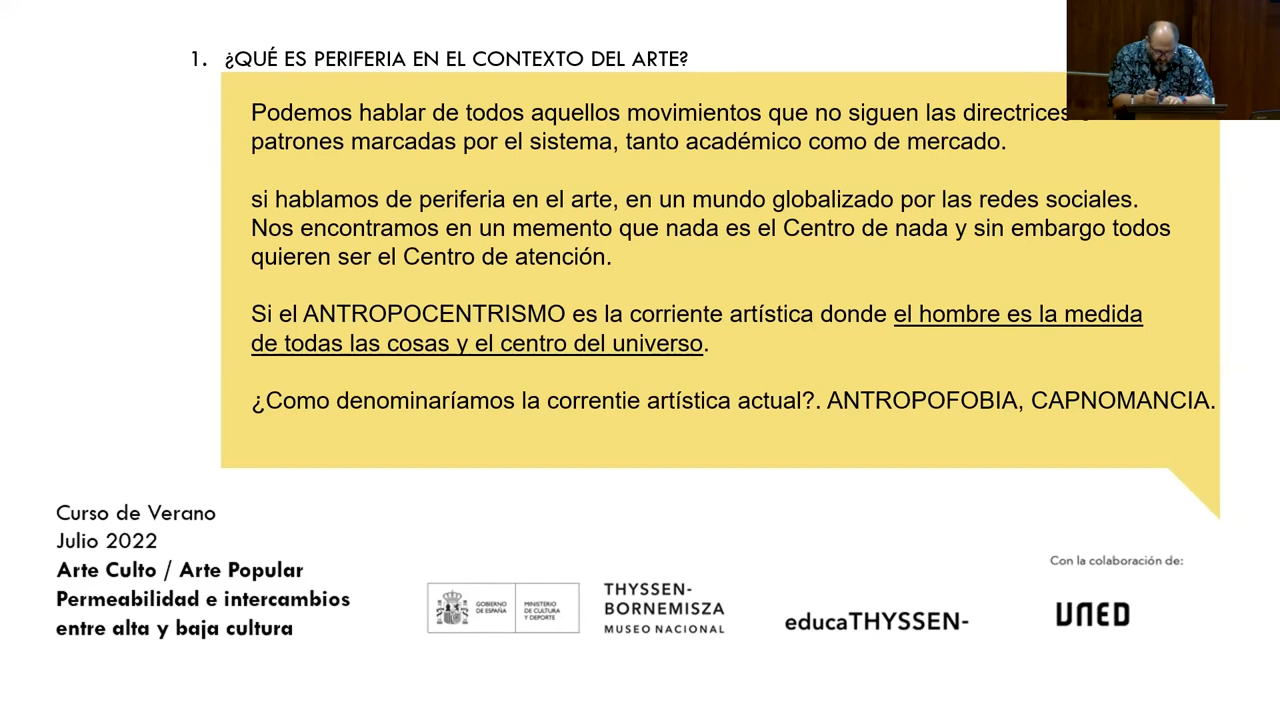 1. ¿QUÉ ES PERIFERIA EN EL CONTEXTO DEL ARTE?
Podemos hablar de todos aquellos movimientos que no siguen las directrices
patrones marcadas por el sistema, tanto académico como de mercado.
si hablamos de periferia en el arte, en un mundo globalizado por las redes sociales.
Nos encontramos en un memento que nada es el Centro de nada y sin embargo todos
quieren ser el Centro de atención.
Si el ANTROPOCENTRISMO es la corriente artística donde el hombre es la medida
de todas las cosas y el centro del universo.
¿Como denominaríamos la correntie artística actual?. ANTROPOFOBIA, CAPNOMANCIA.
Curso de Verano
Julio 2022
Arte Culto / Arte Popular
Permeabilidad e intercambios
entre alta y baja cultura
GOBIERNO
DE ESPAÑA
MINISTERIO
DE CULTURA
Y DEPORTE
THYSSEN-
BORNEMISZA
MUSEO NACIONAL
educaTHYSSEN-
Con la colaboración de:
UNED